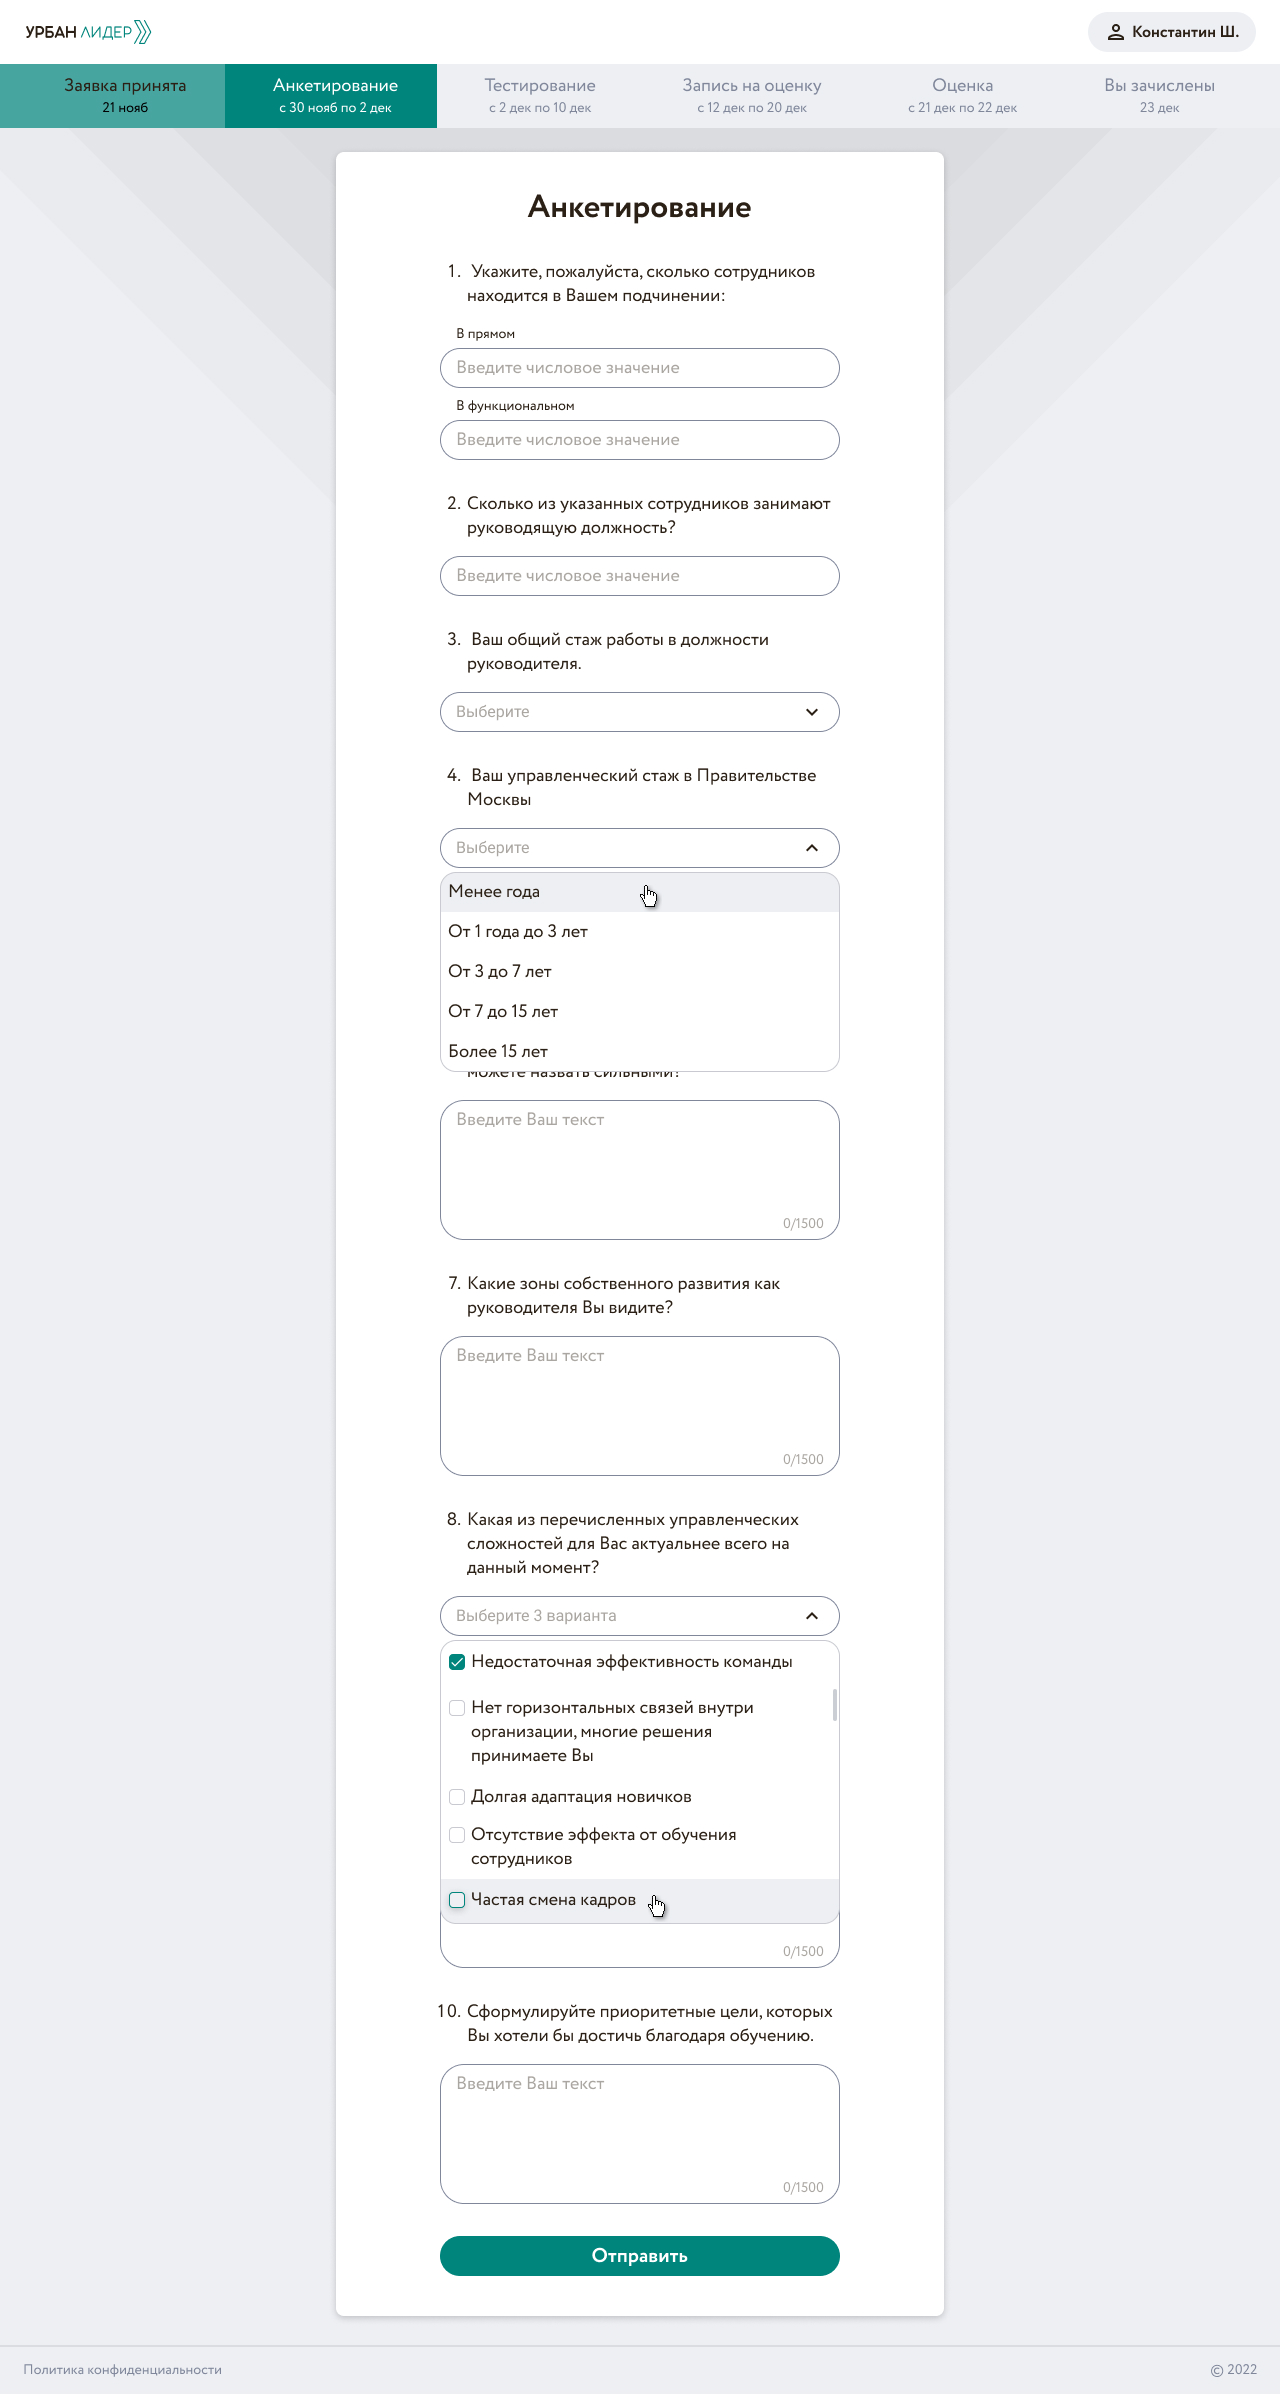 УРБАН ЛИДЕР
Константин Ш.
Заявка принята
21 нояб
Анкетирование
с 30 нояб по 2 дек
Тестирование
с 2 дек по 10 дек
Запись на оценку
с 12 дек по 20 дек
Оценка
с 21 дек по 22 дек
Вы зачислены
23 дек
Анкетирование
1. Укажите, пожалуйста, сколько сотрудников
находится в Вашем подчинении:
В прямом
Введите числовое значение
В функциональном
Введите числовое значение
2. Сколько из указанных сотрудников занимают
руководящую должность?
Введите числовое значение
3. Ваш общий стаж работы в должности
руководителя.
Выберите
4. Ваш управленческий стаж в Правительстве
Москвы
Выберите
Менее года
От 1 года до 3 лет
От 3 до 7 лет
От 7 до 15 лет
Более 15 лет
можете назвать сильными?
Введите Ваш текст
0/1500
7. Какие зоны собственного развития как
руководителя Вы видите?
Введите Ваш текст
0/1500
8. Какая из перечисленных управленческих
сложностей для Вас актуальнее всего на
данный момент?
Выберите 3 варианта
Недостаточная эффективность команды
Нет горизонтальных связей внутри
организации, многие решения
принимаете Вы
Долгая адаптация новичков
Отсутствие эффекта от обучения
сотрудников
Частая смена кадров
0/1500
10. Сформулируйте приоритетные цели, которых
Вы хотели бы достичь благодаря обучению.
Введите Ваш текст
0/1500
Отправить
Политика конфиденциальности
© 2022